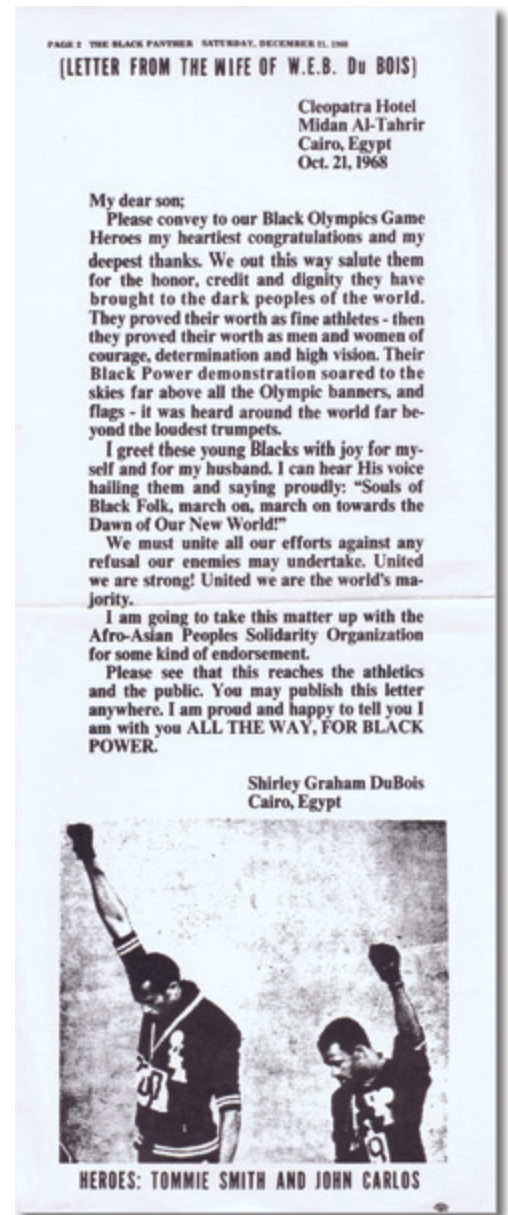 PAGE 2 THE BLACK PANTHER SATURDAY, DECEMBER 21, 1968
(LETTER FROM THE WIFE OF W.E.B. Du BOIS)
Cleopatra Hotel
Midan Al-Tahrir
Cairo, Egypt
Oct. 21, 1968
My dear son;
Please convey to our Black Olympics Game
Heroes my heartiest congratulations and my
deepest thanks. We out this way salute them
for the honor, credit and dignity they have
brought to the dark peoples of the world.
They proved their worth as fine athletes - then
they proved their worth as men and women of
courage, determination and high vision. Their
Black Power demonstration soared to the
skies far above all the Olympic banners, and
flags - it was heard around the world far be-
yond the loudest trumpets.
I greet these young Blacks with joy for my-
self and for my husband. I can hear His voice
hailing them and saying proudly: “Souls of
Black Folk, march on, march on towards the
Dawn of Our New World!”
We must unite all our efforts against any
refusal our enemies may undertake. United
we are strong! United we are the world's ma-
jority.
I am going to take this matter up with the
Afro-Asian Peoples Solidarity Organization
for some kind of endorsement.
Please see that this reaches the athletics
and the public. You may publish this letter
anywhere. I am proud and happy to tell you I
am with you ALL THE WAY, FOR BLACK
POWER.
Shirley Graham DuBois
Cairo, Egypt
HEROES: TOMMIE SMITH AND JOHN CARLOS